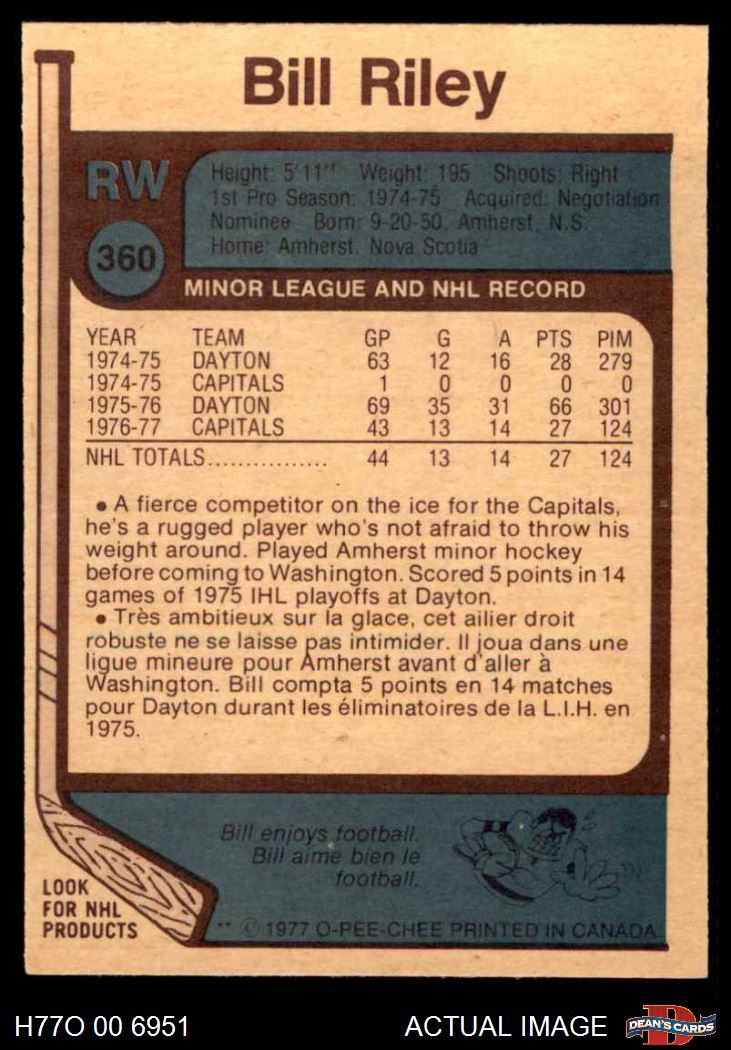 Bill Riley
RW
360
Height: 5'11" Weight: 195 Shoots: Right
1st Pro Season: 1974-75 Acquired: Negotiation
Nominee Born: 9-20-50, Amherst, N.S.
Home: Amherst, Nova Scotia
MINOR LEAGUE AND NHL RECORD
YEAR TEAM GP G A PTS PIM
1974-75 DAYTON 63 12 16 28 279
1974-75 CAPITALS 1 0 0 0 0
1975-76 DAYTON 69 35 31 66 301
1976-77 CAPITALS 43 13 14 27 124
NHL TOTALS................ 44 13 14 27 124
• A fierce competitor on the ice for the Capitals,
he's a rugged player who's not afraid to throw his
weight around. Played Amherst minor hockey
before coming to Washington. Scored 5 points in 14
games of 1975 IHL playoffs at Dayton.
• Très ambitieux sur la glace, cet ailier droit
robuste ne se laisse pas intimider. Il joua dans une
ligue mineure pour Amherst avant d'aller à
Washington. Bill compta 5 points en 14 matches
pour Dayton durant les éliminatoires de la L.I.H. en
1975.
Bill enjoys football.
Bill aime bien le
football.
LOOK
FOR NHL
PRODUCTS
** © 1977 O-PEE-CHEE PRINTED IN CANADA
H77O 00 6951
ACTUAL IMAGE
D
DEAN'S CARDS